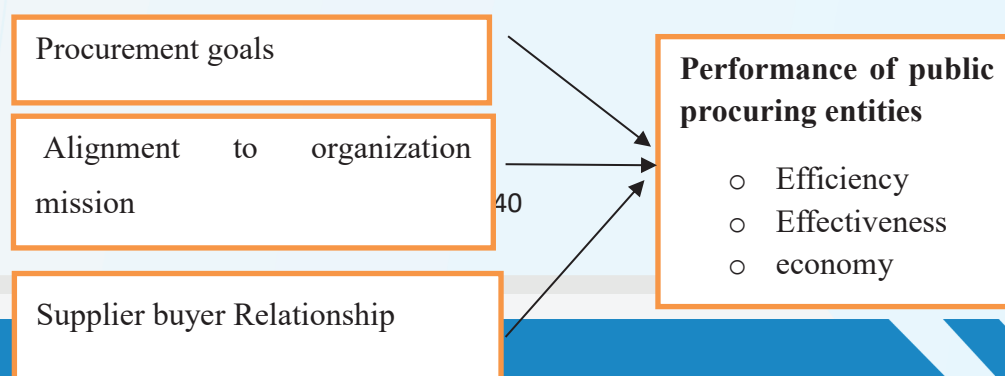 Procurement goals
Alignment to organization
mission
40
Supplier buyer Relationship
Performance of public
procuring entities
o Efficiency
o Effectiveness
o economy